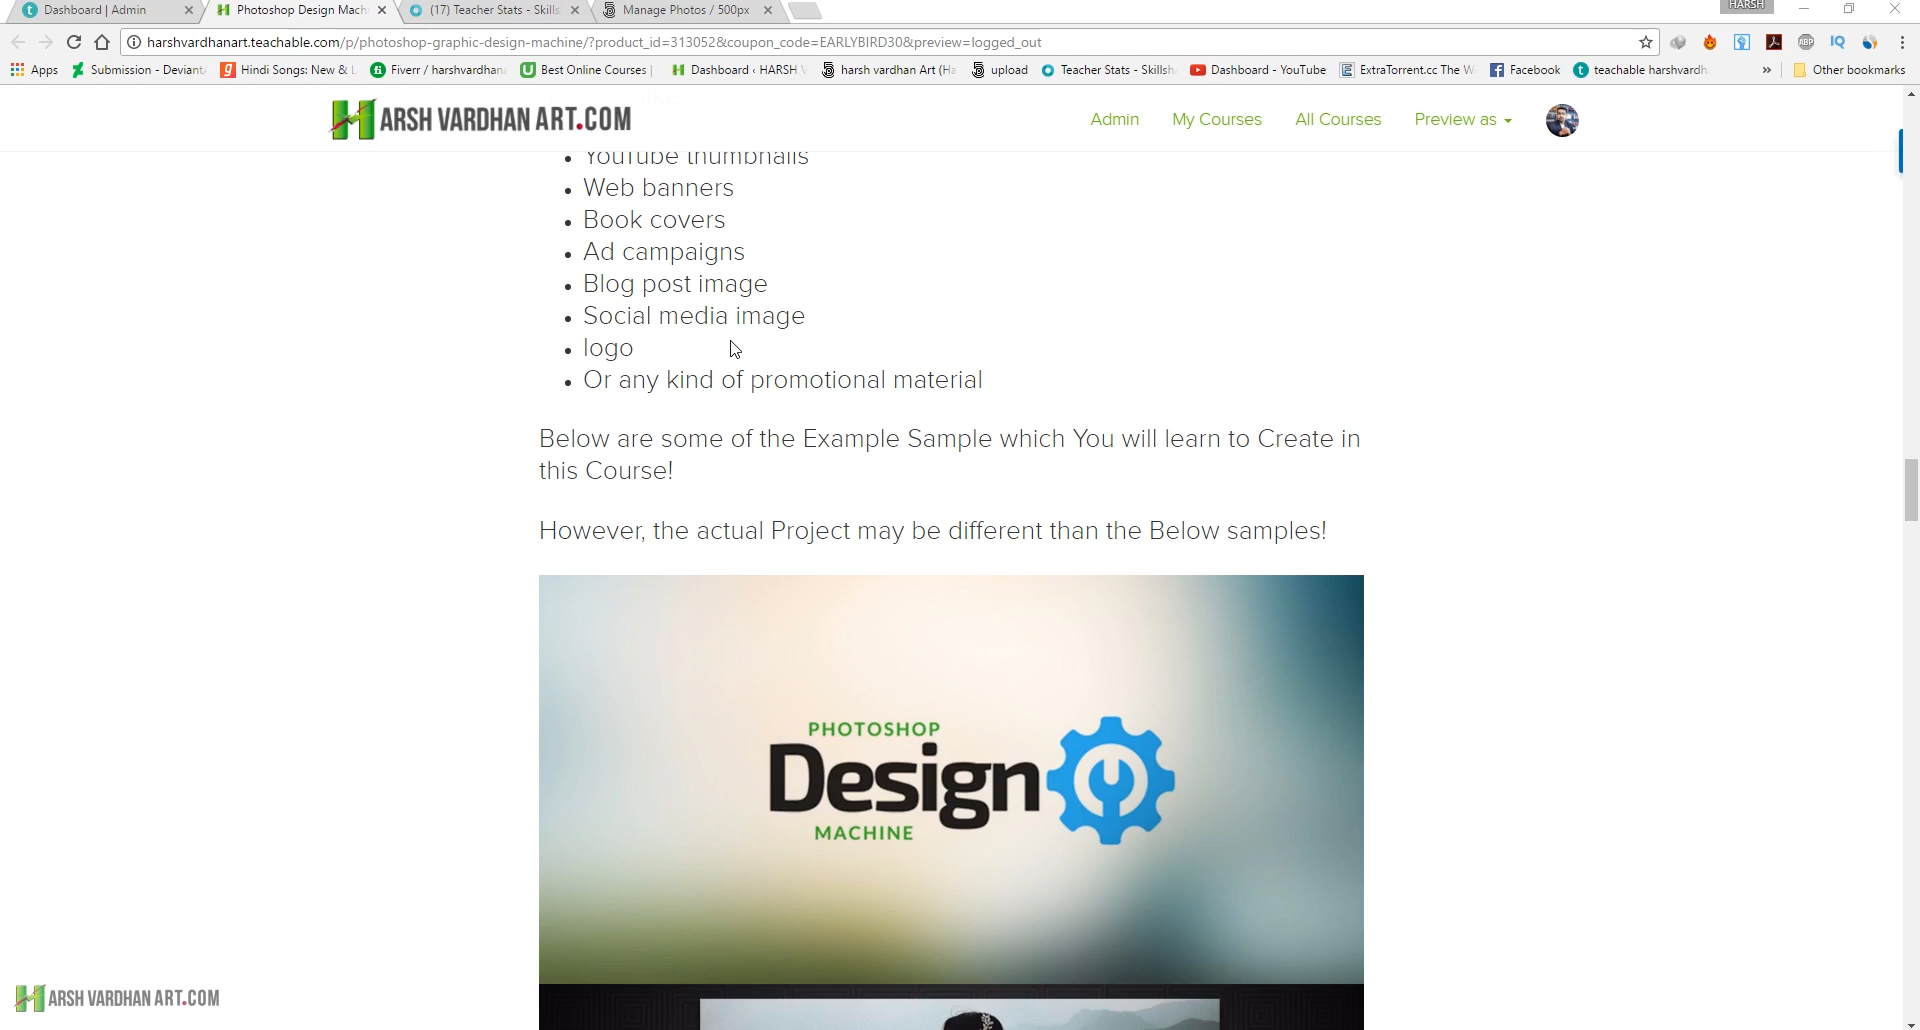 HARSH
Dashboard | Admin
Photoshop Design Mach
(17) Teacher Stats - Skills
Manage Photos / 500px
harshvardhanart.teachable.com/p/photoshop-graphic-design-machine/?product_id=313052&coupon_code=EARLYBIRD30&preview=logged_out
Apps
Submission - Deviant
Hindi Songs: New & L
Fiverr / harshvardhan
Best Online Courses |
Dashboard ‹ HARSH V
harsh vardhan Art (Ha
upload
Teacher Stats - Skillsh
Dashboard - YouTube
ExtraTorrent.cc The W
Facebook
teachable harshvardh
»
Other bookmarks
HARSH VARDHAN ART.COM
Admin
My Courses
All Courses
Preview as
YouTube thumbnails
Web banners
Book covers
Ad campaigns
Blog post image
Social media image
logo
Or any kind of promotional material
Below are some of the Example Sample which You will learn to Create in
this Course!
However, the actual Project may be different than the Below samples!
PHOTOSHOP
Design
MACHINE
HARSH VARDHAN ART.COM